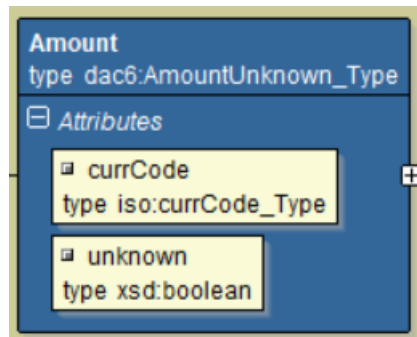 Amount
type dac6:AmountUnknown_Type
Attributes
currCode
type iso:currCode_Type
unknown
type xsd:boolean